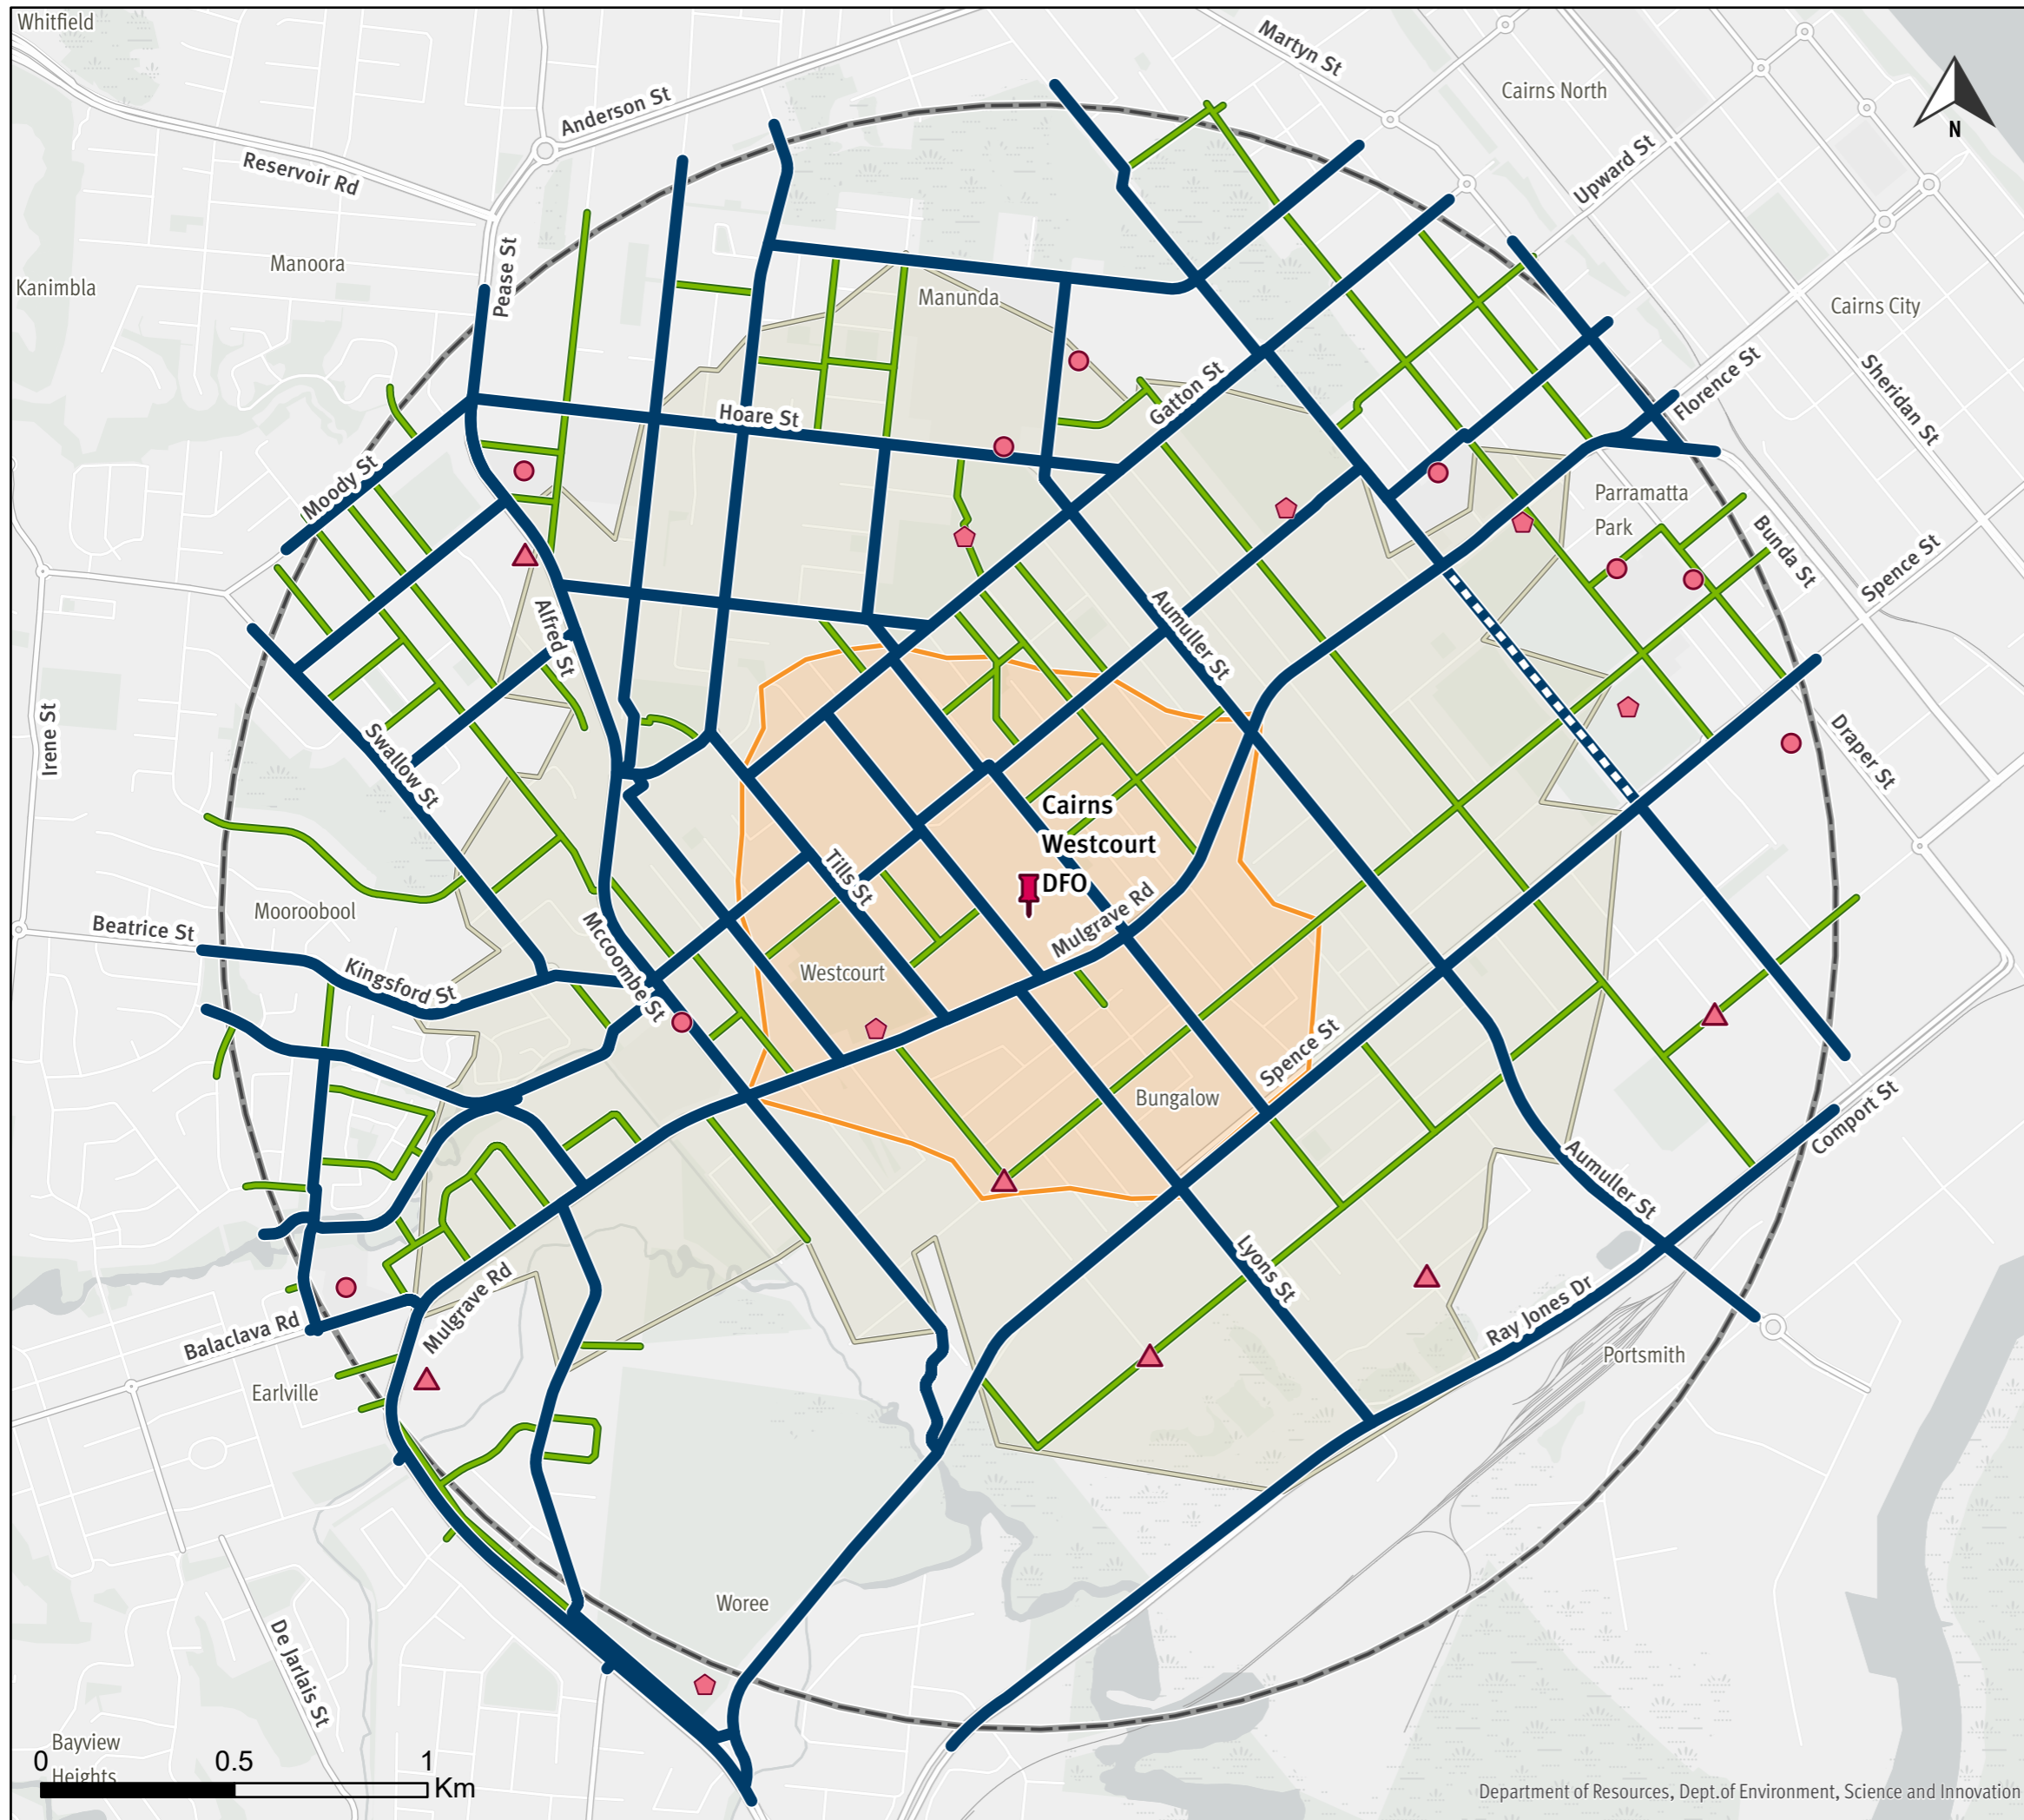 Whitfield
Martyn St
Cairns North
N
Anderson St
Reservoir Rd
Upward St
Manoora
Pease St
Kanimbla
Manunda
Cairns City
Florence St
Sheridan St
Gatton St
Hoare St
Moody St
Parramatta
Park
Bunda St
Spence St
Alfred St
Aumuller St
Irene St
Swallow St
Draper St
Cairns
Westcourt
DFO
Tills St
Mooroobool
Beatrice St
Mccoombe St
Mulgrave Rd
Kingsford St
Westcourt
Spence St
Bungalow
Comport St
Aumuller St
Lyons St
Mulgrave Rd
Balaclava Rd
Ray Jones Dr
Portsmith
Earlville
Woree
De Jarlais St
Bayview
Heights
0 0.5 1
Km
Department of Resources, Dept.of Environment, Science and Innovation